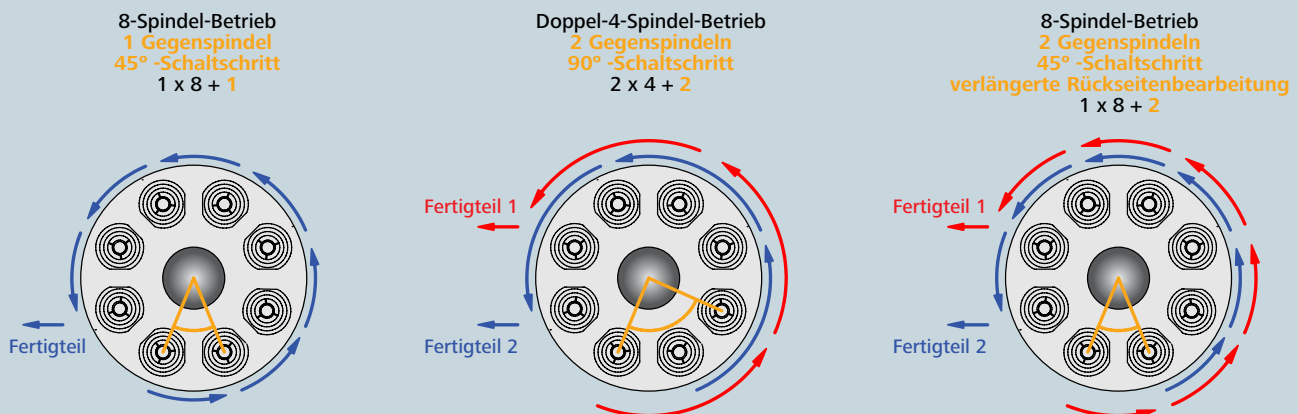 8-Spindel-Betrieb
1 Gegenspindel
45° -Schaltschritt
1 x 8 + 1
Fertigteil
Doppel-4-Spindel-Betrieb
2 Gegenspindeln
90° -Schaltschritt
2 x 4 + 2
Fertigteil 1
Fertigteil 2
8-Spindel-Betrieb
2 Gegenspindeln
45° -Schaltschritt
verlängerte Rückseitenbearbeitung
1 x 8 + 2
Fertigteil 1
Fertigteil 2